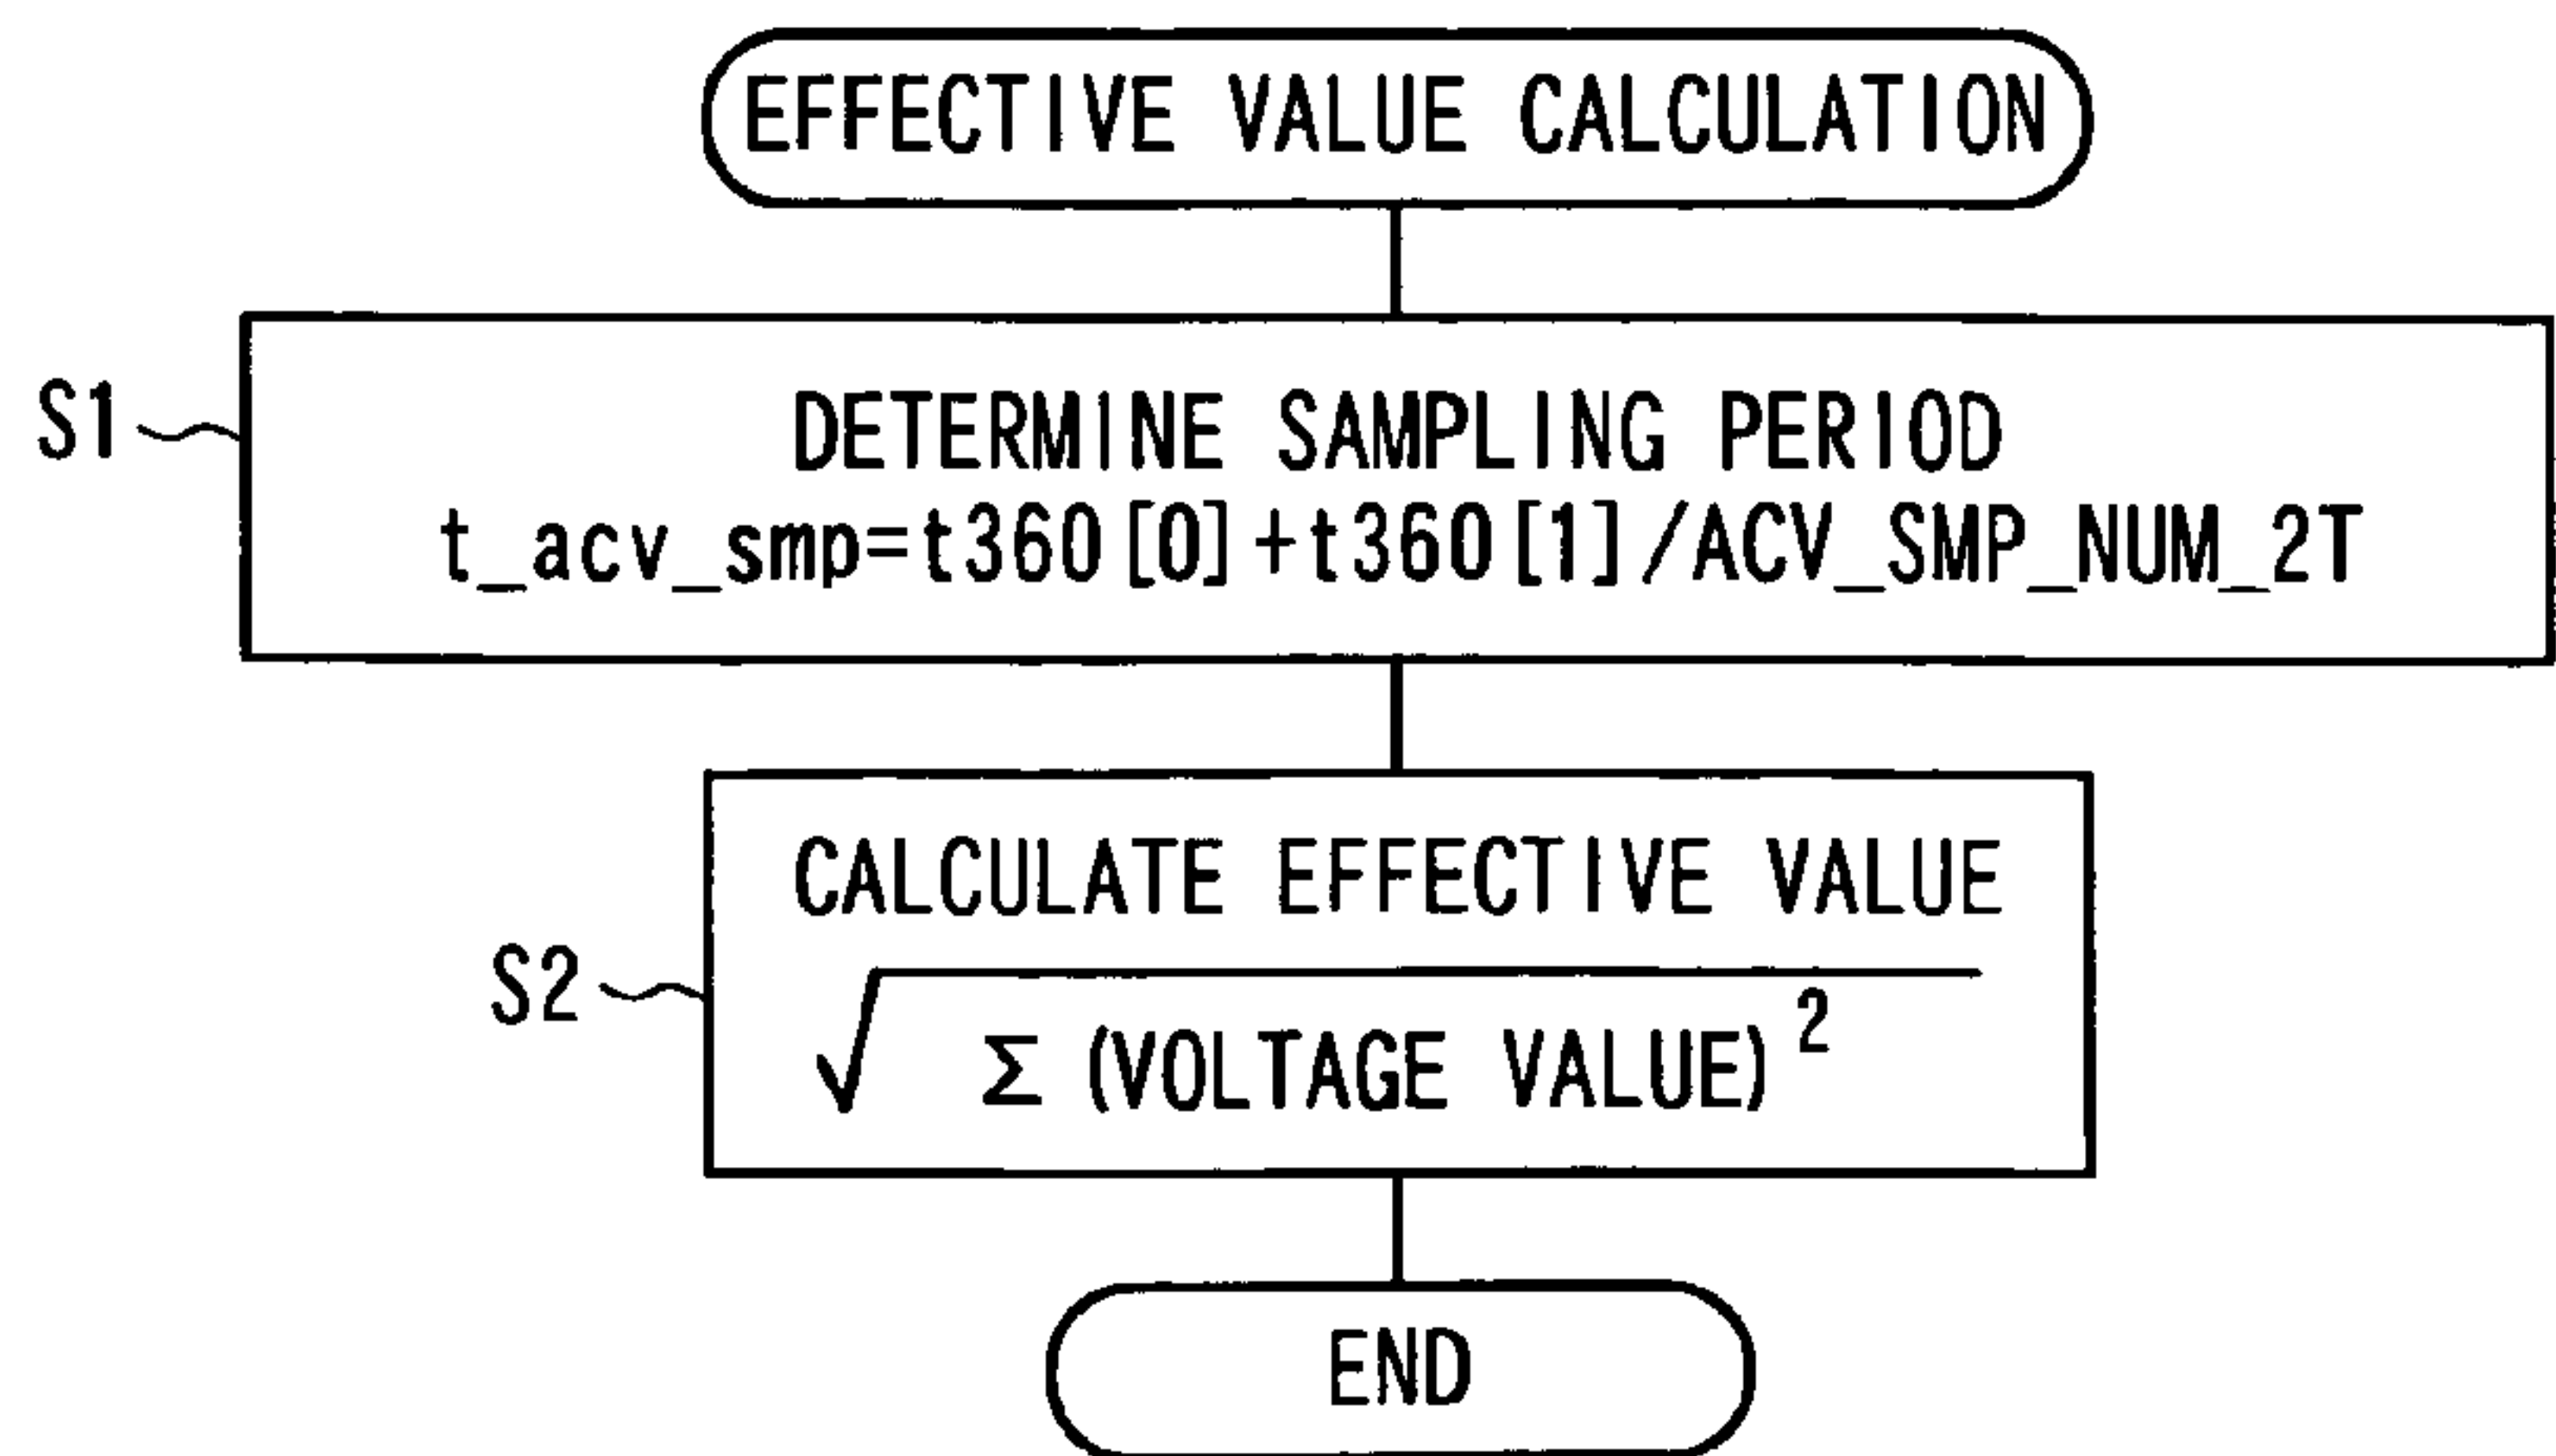 EFFECTIVE VALUE CALCULATION
S1
DETERMINE SAMPLING PERIOD
t_acv_smp=t360[0]+t360[1]/ACV_SMP_NUM_2T
S2
CALCULATE EFFECTIVE VALUE
√Σ(VOLTAGE VALUE)²
END